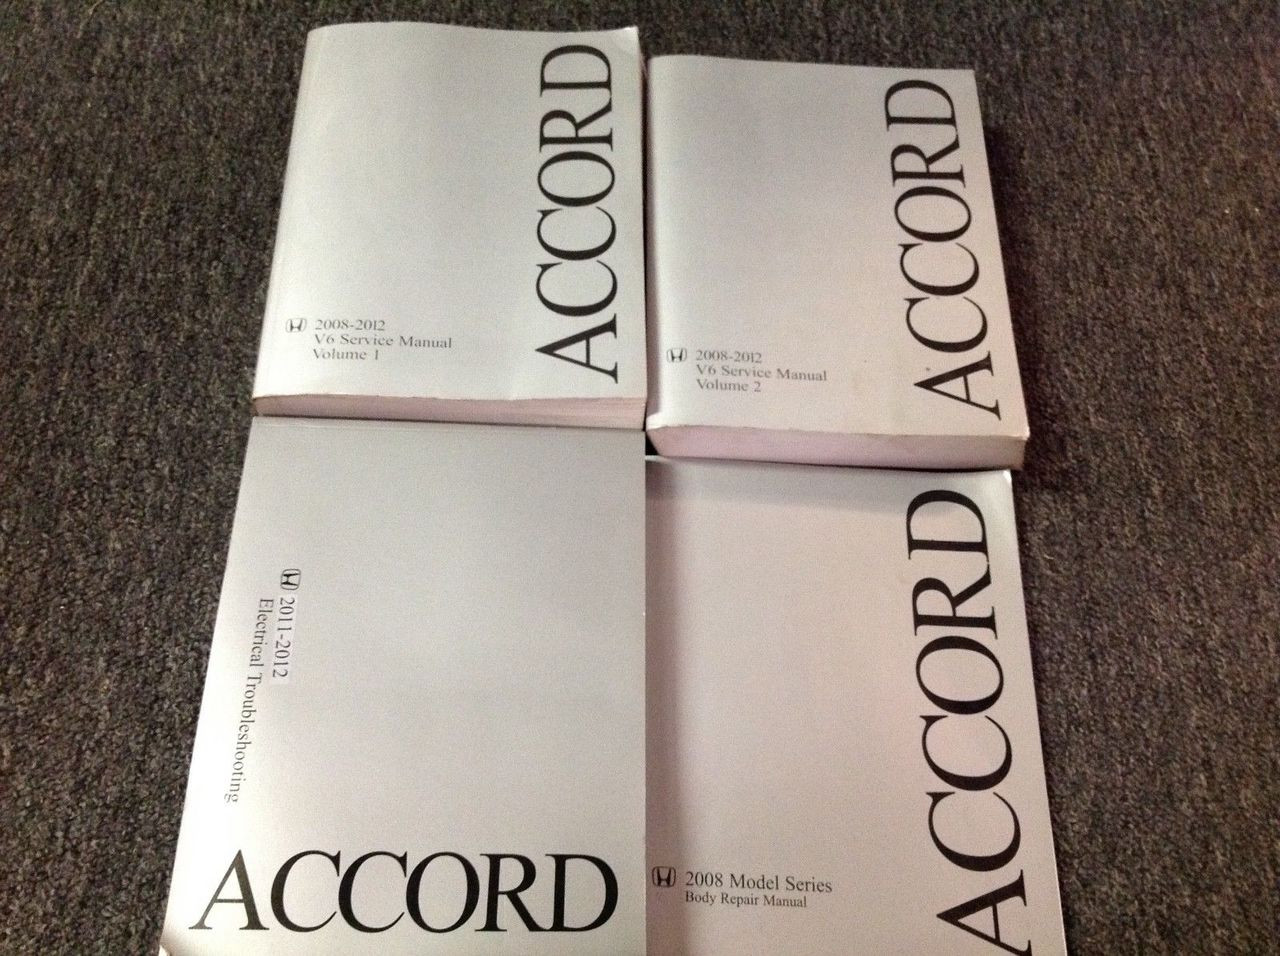 ACCORD
2008-2012
V6 Service Manual
Volume 1
ACCORD
2008-2012
V6 Service Manual
Volume 2
2011-2012
Electrical Troubleshooting
ACCORD
ACCORD
2008 Model Series
Body Repair Manual